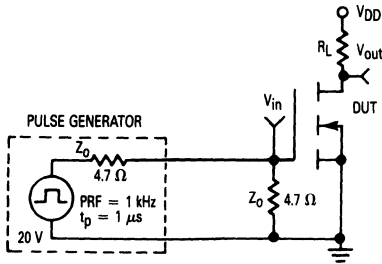 VDD
RL
Vout
DUT
Vin
PULSE GENERATOR
Zo
4.7 Ω
PRF = 1 kHz
tp = 1 μs
20 V
Zo
4.7 Ω